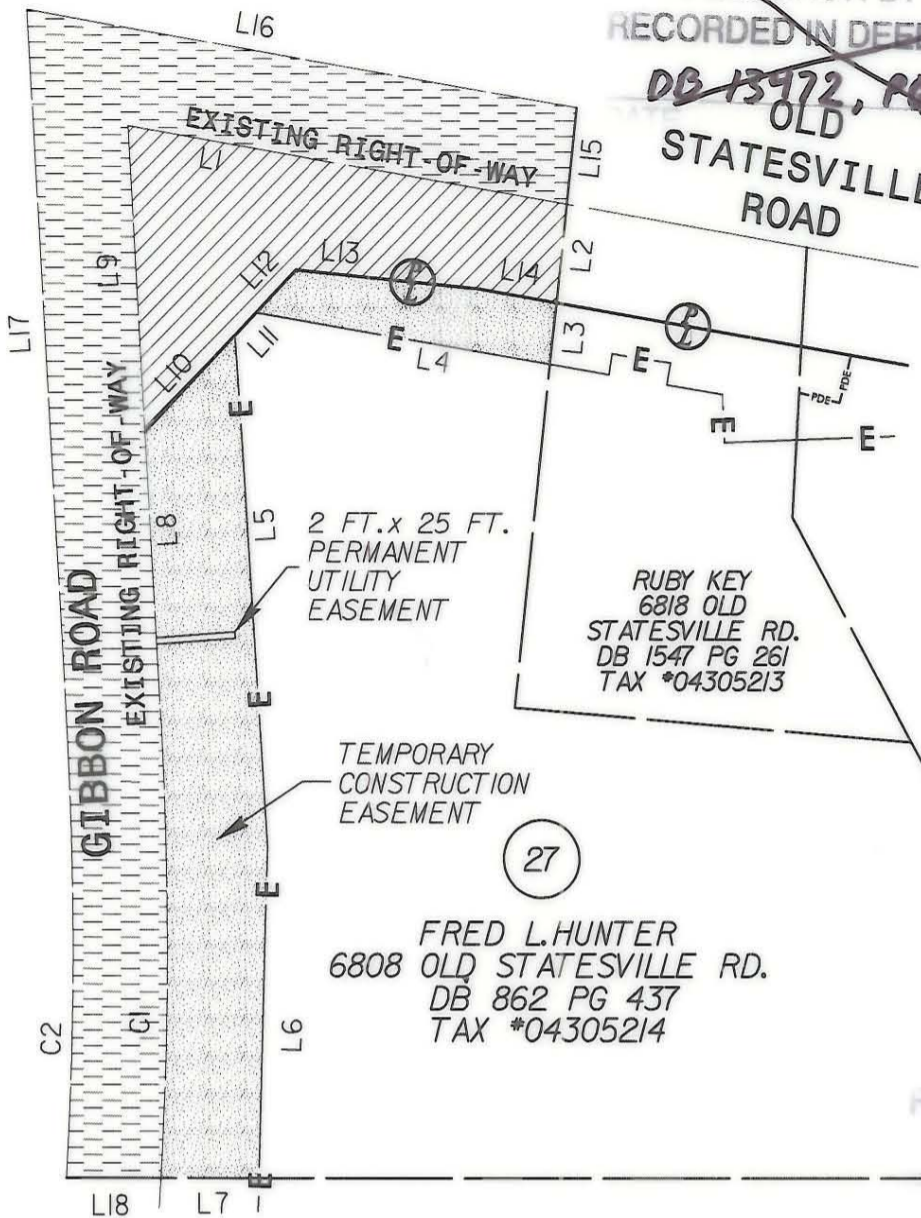 L16
RECORDED IN
DB 13972,
EXISTING RIGHT-OF-WAY
L1
L15
OLD
STATESVILLE
ROAD
L17
L9
L12
L13
P
L
L14
L2
L3
P
L
L10
L11
E
L4
E
PDE
PDE
E
E
E
EXISTING RIGHT-OF-WAY
L8
L5
2 FT. x 25 FT.
PERMANENT
UTILITY
EASEMENT
RUBY KEY
6818 OLD
STATESVILLE RD.
DB 1547 PG 261
TAX #04305213
GIBBON ROAD
E
TEMPORARY
CONSTRUCTION
EASEMENT
27
E
FRED L. HUNTER
6808 OLD STATESVILLE RD.
DB 862 PG 437
TAX #04305214
C2
C1
L6
E
L18
L7